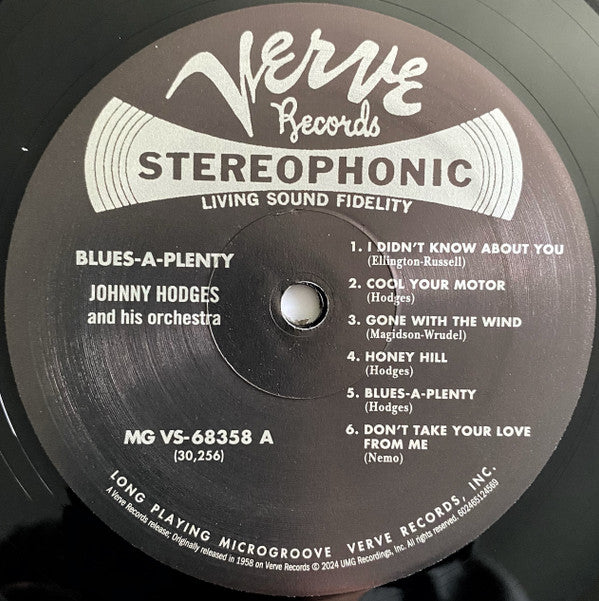 Verve
Records
STEREOPHONIC
LIVING SOUND FIDELITY
BLUES-A-PLENTY
JOHNNY HODGES
and his orchestra
MG VS-68358 A
(30,256)
1. I DIDN'T KNOW ABOUT YOU
(Ellington-Russell)
2. COOL YOUR MOTOR
(Hodges)
3. GONE WITH THE WIND
(Magidson-Wrudel)
4. HONEY HILL
(Hodges)
5. BLUES-A-PLENTY
(Hodges)
6. DON'T TAKE YOUR LOVE
FROM ME
(Nemo)
LONG PLAYING MICROGROOVE VERVE RECORDS, INC.
A Verve Records release; Originally released in 1958 on Verve Records © 2024 UMG Recordings, Inc. All rights reserved. 602465124569